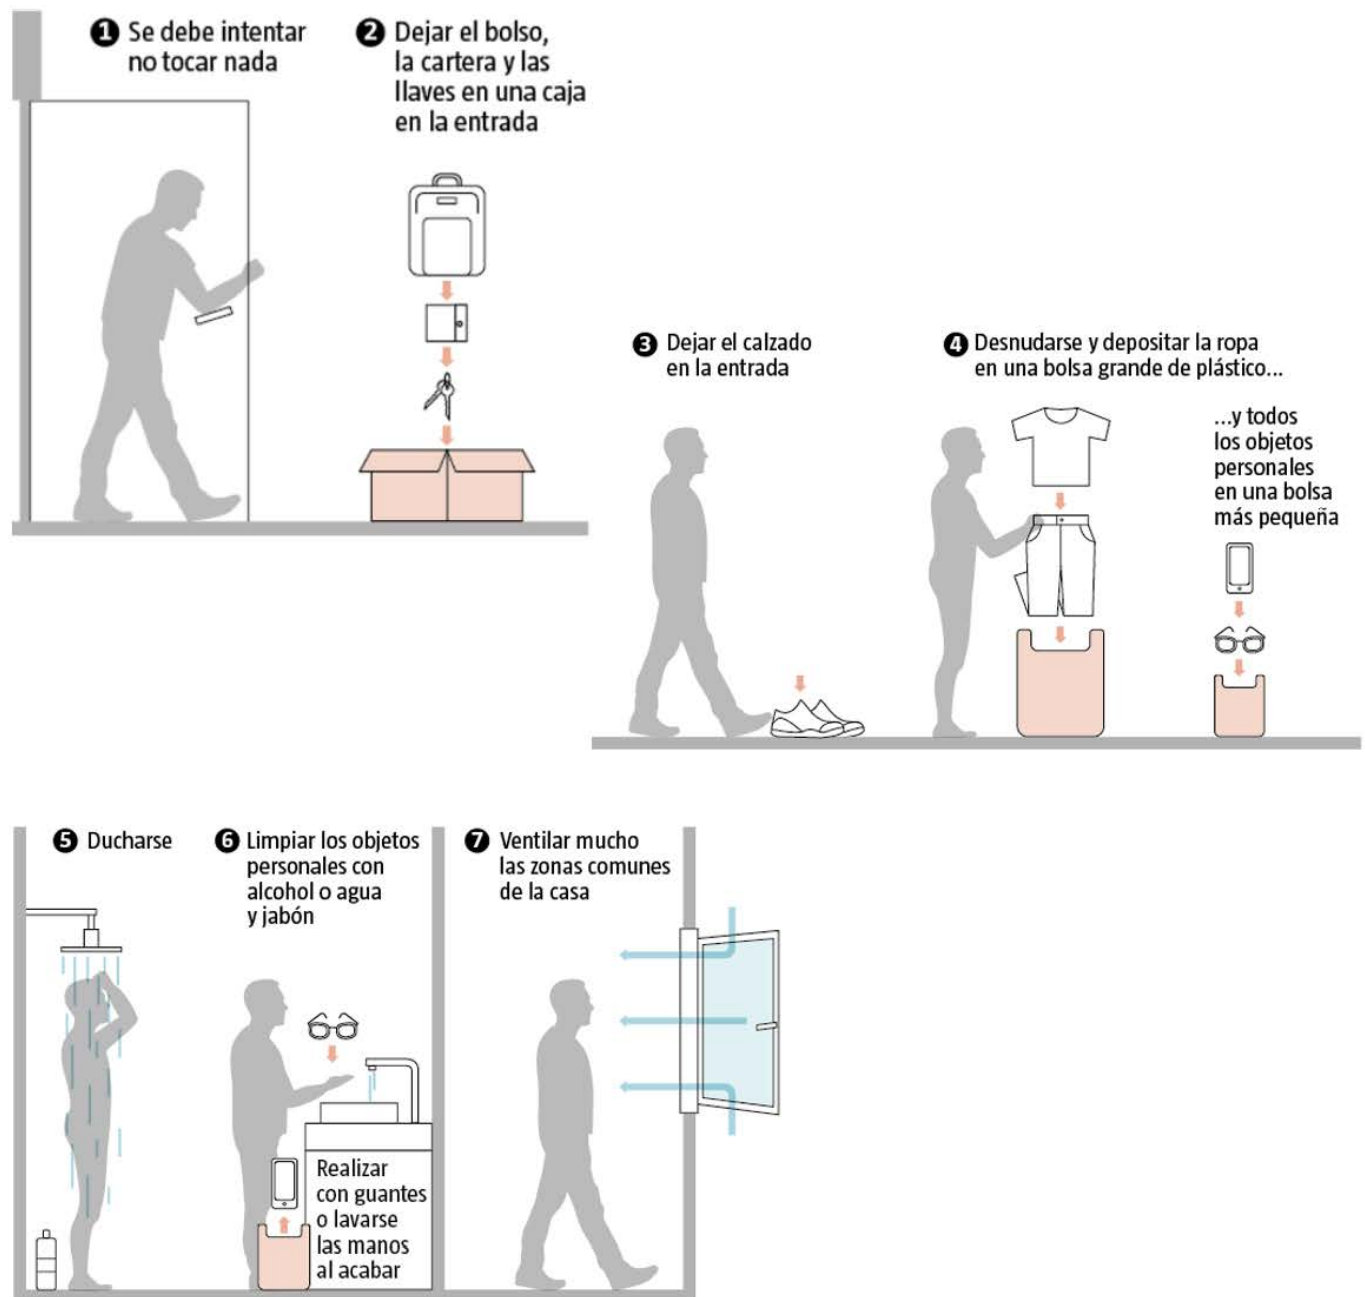 1 Se debe intentar
no tocar nada
2 Dejar el bolso,
la cartera y las
llaves en una caja
en la entrada
3 Dejar el calzado
en la entrada
4 Desnudarse y depositar la ropa
en una bolsa grande de plástico...
...y todos
los objetos
personales
en una bolsa
más pequeña
5 Ducharse
6 Limpiar los objetos
personales con
alcohol o agua
y jabón
Realizar
con guantes
o lavarse
las manos
al acabar
7 Ventilar mucho
las zonas comunes
de la casa